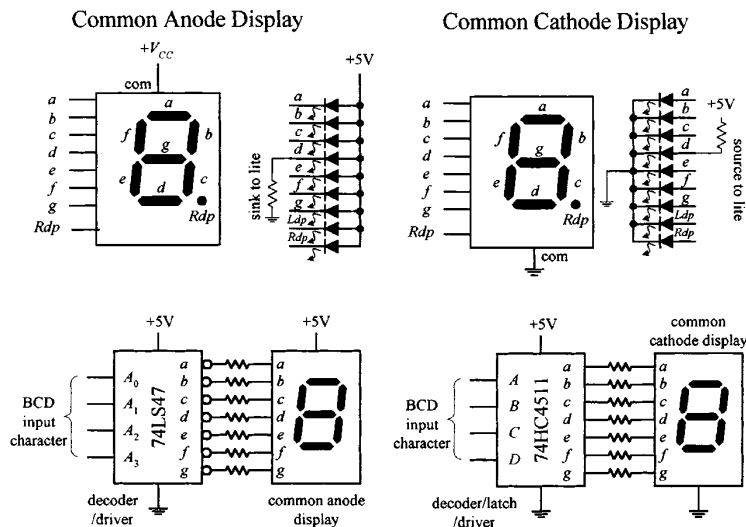 Common Anode Display
+VCC
com
a
b
c
d
e
f
g
Rdp
a
b
c
d
e
f
g
Rdp
+5V
a
b
c
d
e
f
g
Ldp
Rdp
sink to lite
Common Cathode Display
a
b
c
d
e
f
g
Rdp
a
b
c
d
e
f
g
Rdp
com
a
b
c
d
e
f
g
Ldp
Rdp
+5V
source to lite
+5V
BCD
input
character
A0
A1
A2
A3
74LS47
a
b
c
d
e
f
g
decoder
/driver
+5V
a
b
c
d
e
f
g
common anode
display
+5V
BCD
input
character
A
B
C
D
74HC4511
a
b
c
d
e
f
g
decoder/latch
/driver
common
cathode display
a
b
c
d
e
f
g